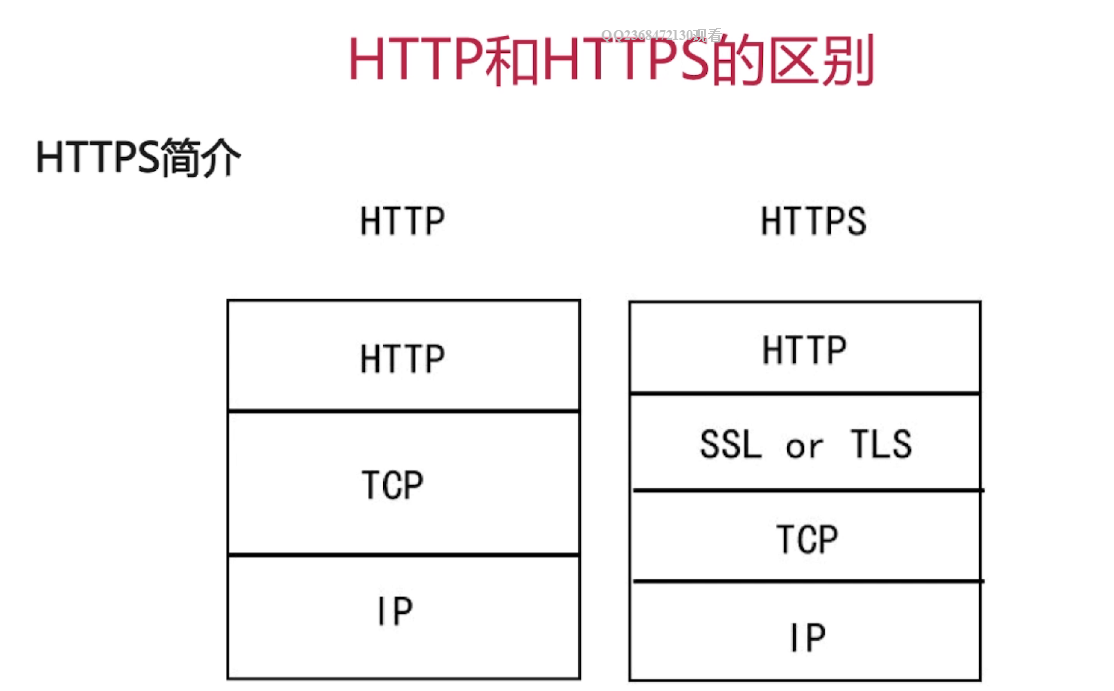 QQ2368472130观看
HTTP和HTTPS的区别
HTTPS简介
HTTP
HTTPS
HTTP
TCP
IP
HTTP
SSL or TLS
TCP
IP